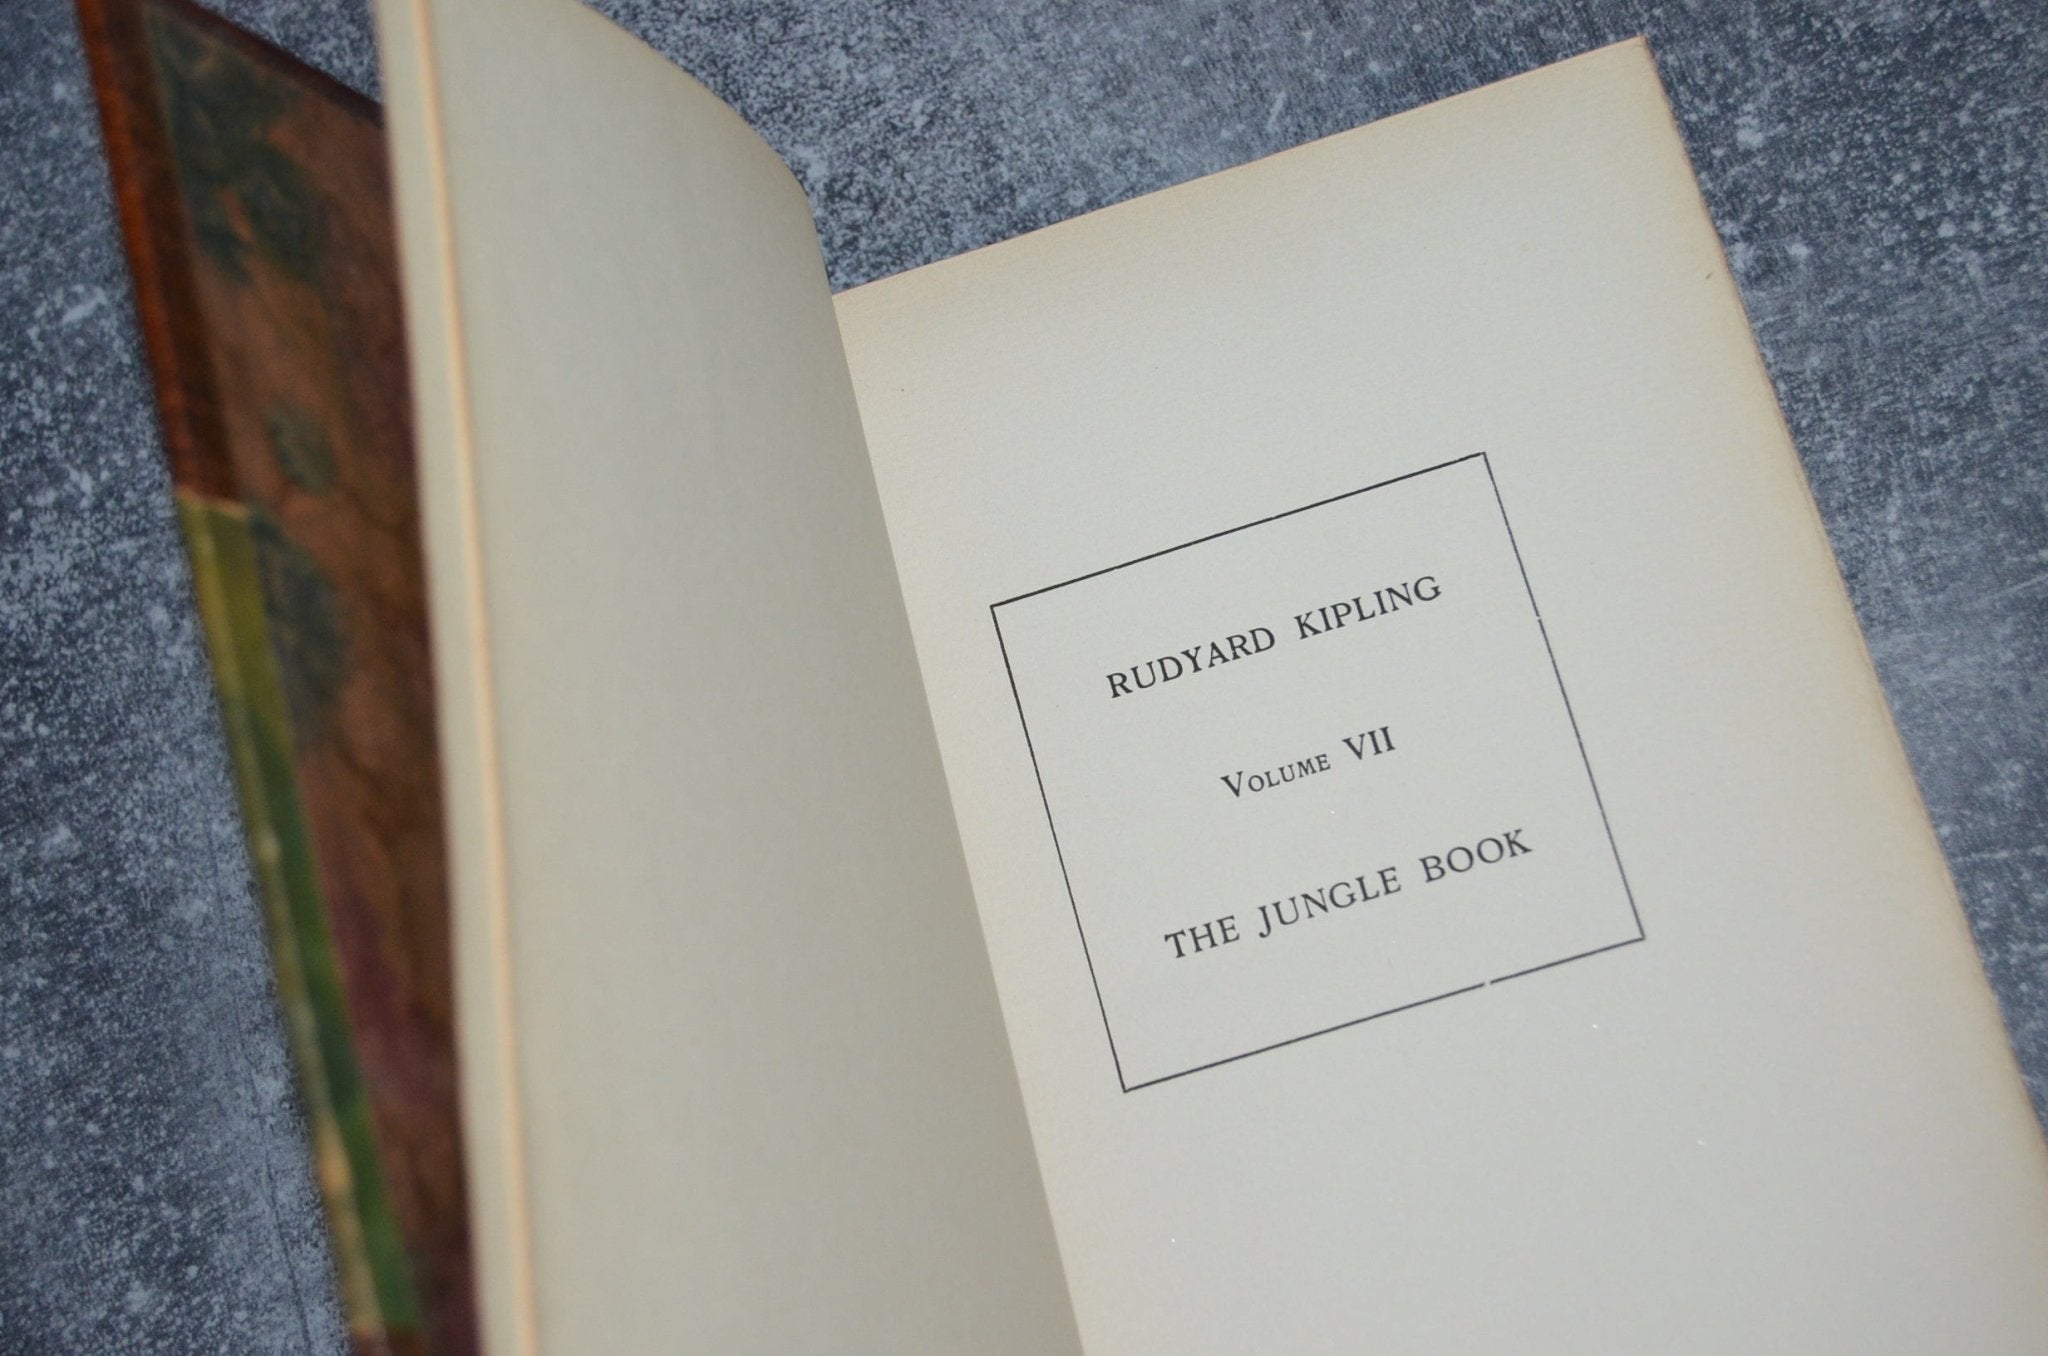 RUDYARD KIPLING
VOLUME VII
THE JUNGLE BOOK